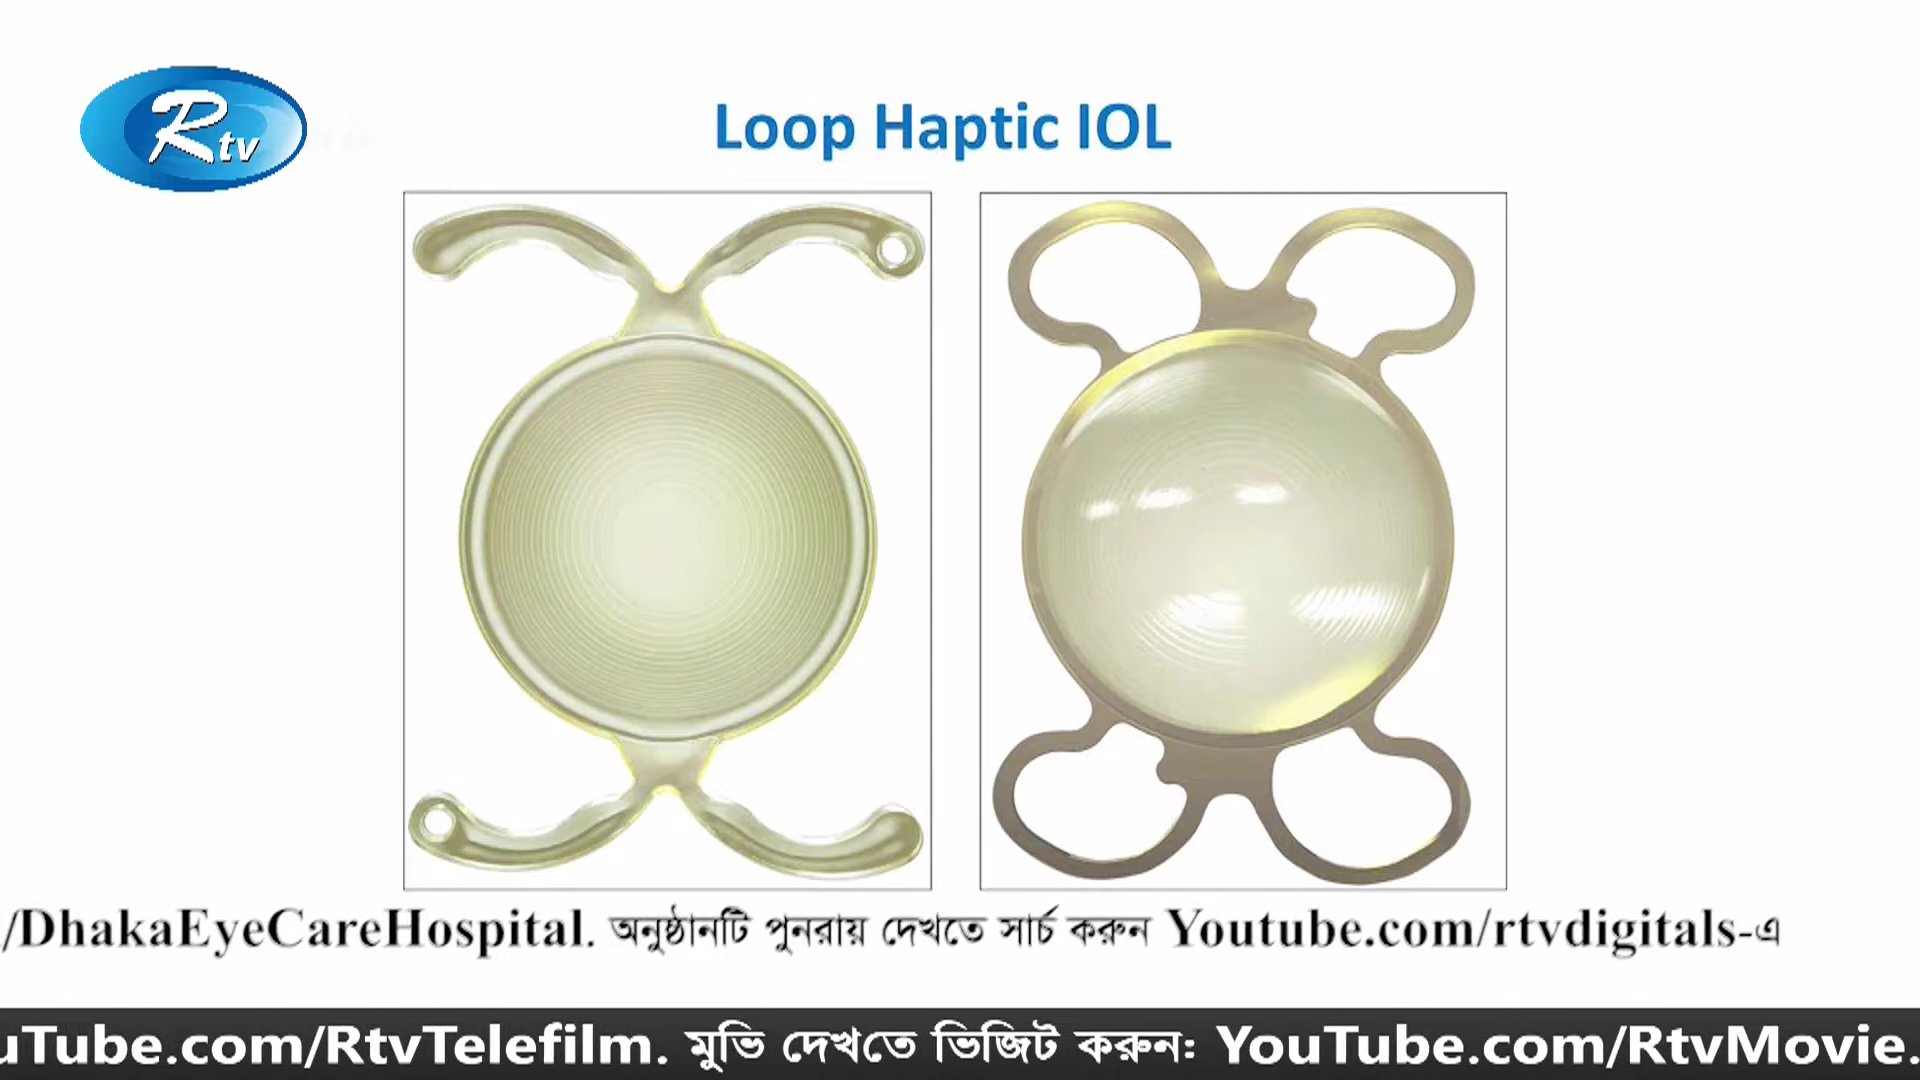 Rtv
Loop Haptic IOL
/DhakaEyeCareHospital. অনুষ্ঠানটি পুনরায় দেখতে সার্চ করুন Youtube.com/rtvdigitals-এ
uTube.com/RtvTelefilm. মুভি দেখতে ভিজিট করুন: YouTube.com/RtvMovie.